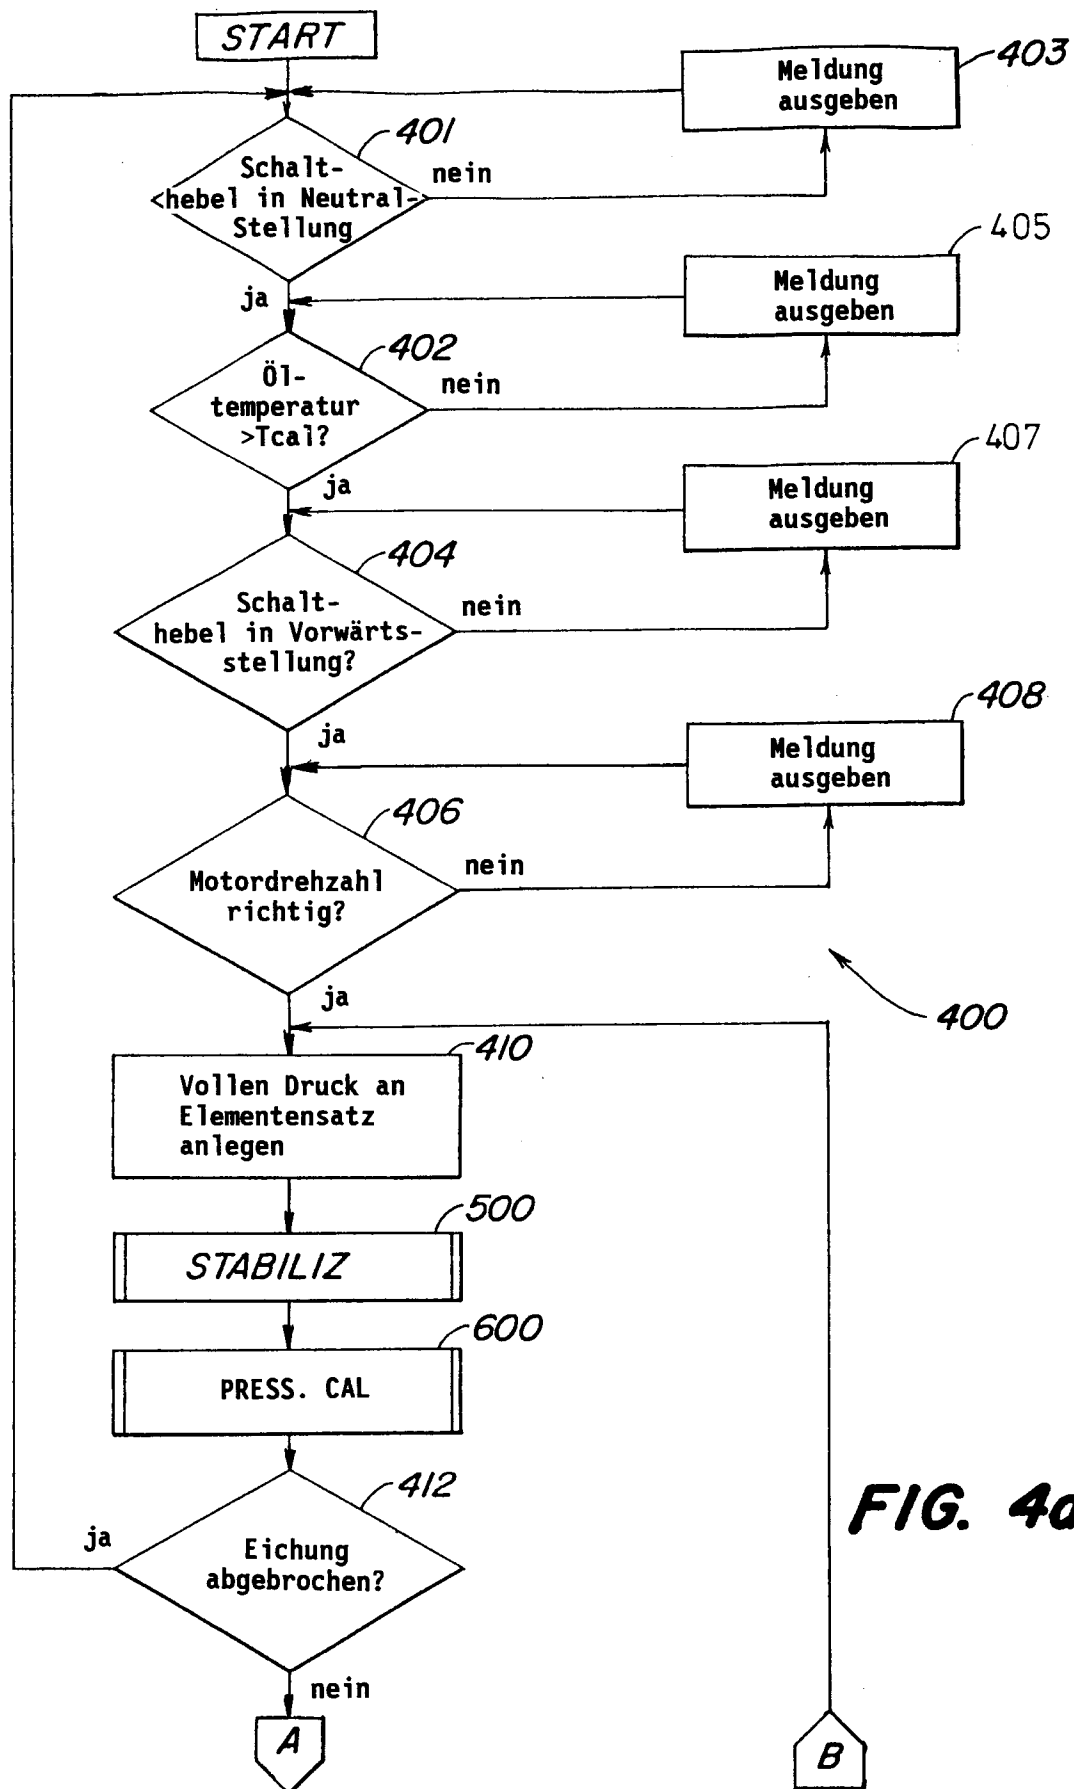 START
Meldung
ausgeben
403
401
Schalt-
hebel in Neutral-
Stellung
nein
ja
405
Meldung
ausgeben
402
Öl-
temperatur
>Tcal?
nein
ja
407
Meldung
ausgeben
404
Schalt-
hebel in Vorwärts-
stellung?
nein
ja
408
Meldung
ausgeben
406
Motordrehzahl
richtig?
nein
ja
400
410
Vollen Druck an
Elementensatz
anlegen
500
STABILIZ
600
PRESS. CAL
412
Eichung
abgebrochen?
ja
nein
FIG. 4a
A
B